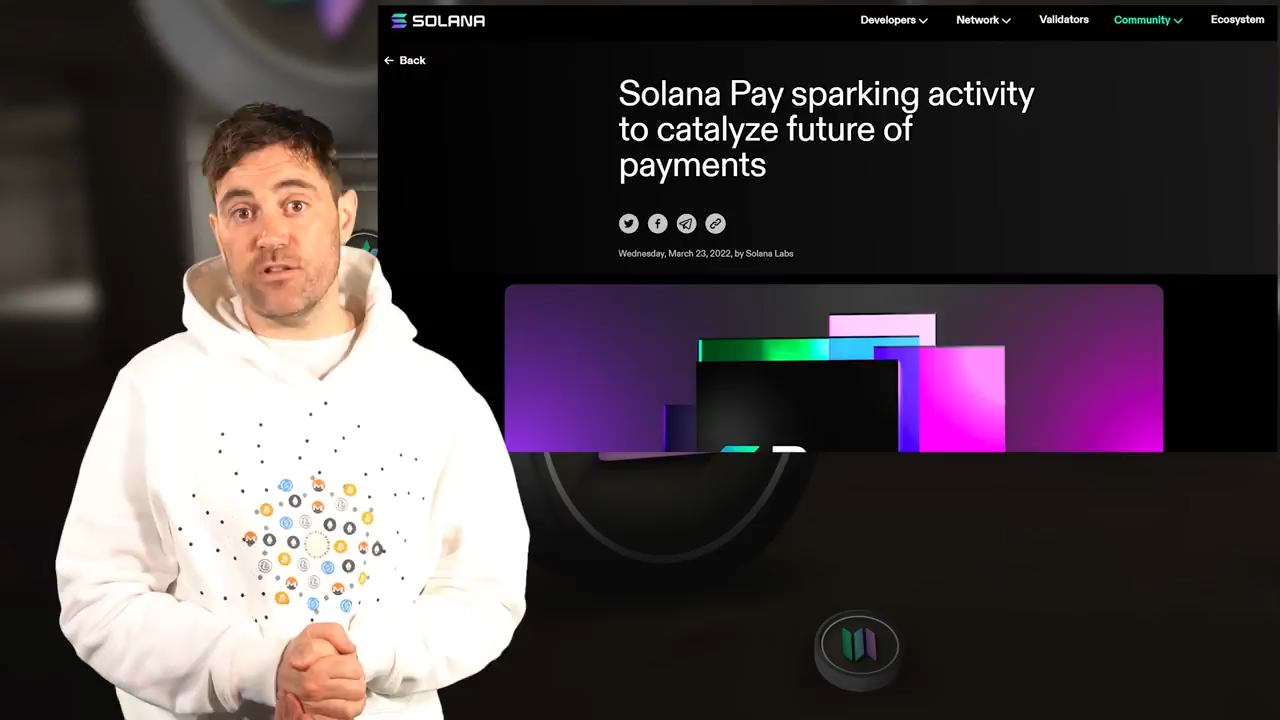 SOLANA
Developers
Network
Validators
Community
Ecosystem
Back
Solana Pay sparking activity
to catalyze future of
payments
Wednesday, March 23, 2022, by Solana Labs